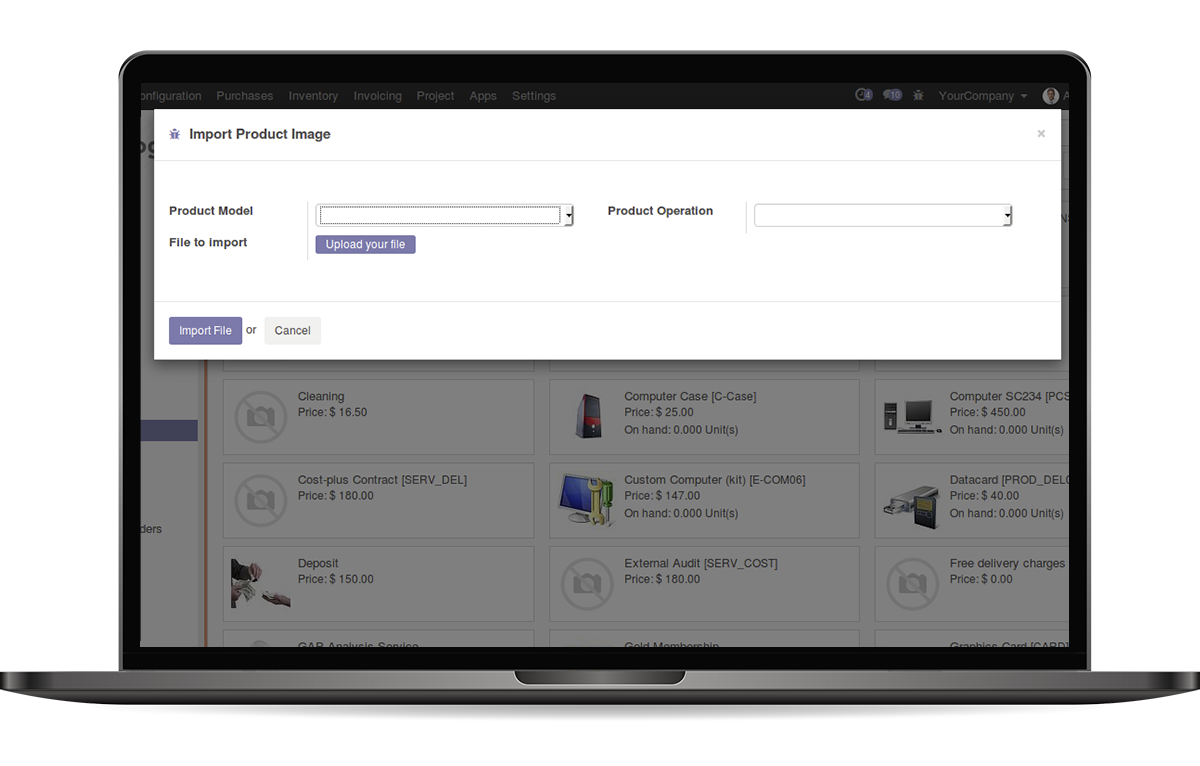 onfiguration Purchases Inventory Invoicing Project Apps Settings 4 10 YourCompany A
Import Product Image ×
Product Model
Product Operation
File to import
Upload your file
Import File or Cancel
Cleaning
Price: $ 16.50
Computer Case [C-Case]
Price: $ 25.00
On hand: 0.000 Unit(s)
Computer SC234 [PCS
Price: $ 450.00
On hand: 0.000 Unit(s)
Cost-plus Contract [SERV_DEL]
Price: $ 180.00
Custom Computer (kit) [E-COM06]
Price: $ 147.00
On hand: 0.000 Unit(s)
Datacard [PROD_DEL
Price: $ 40.00
On hand: 0.000 Unit(s)
ders
Deposit
Price: $ 150.00
External Audit [SERV_COST]
Price: $ 180.00
Free delivery charges
Price: $ 0.00
GAP Analysis Service
Gold Membership
Graphics Card [CARD]